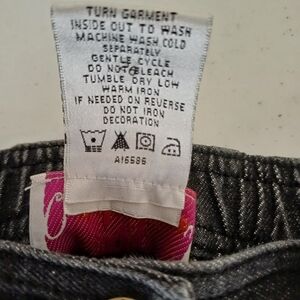 TURN GARMENT
INSIDE OUT TO WASH
MACHINE WASH COLD
SEPARATELY
GENTLE CYCLE
DO NOT BLEACH
TUMBLE DRY LOW
WARM IRON
IF NEEDED ON REVERSE
DO NOT IRON
DECORATION
A16586